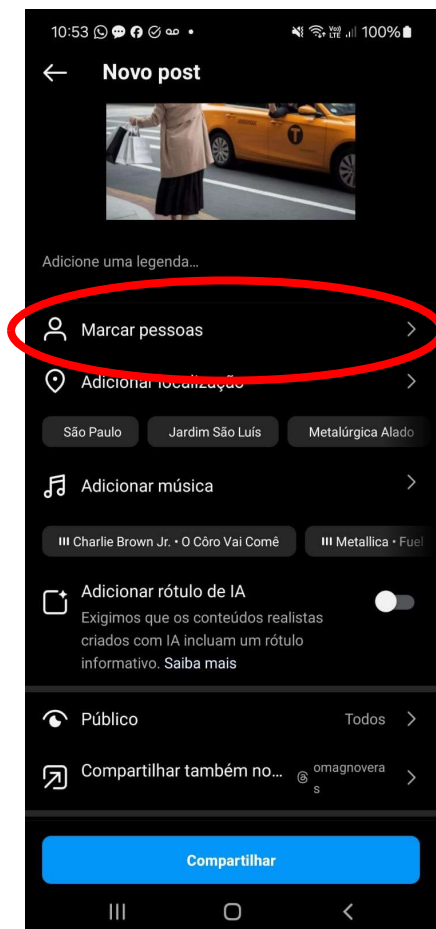 10:53
100%
Novo post
T
Adicione uma legenda...
Marcar pessoas
Adicionar localização
São Paulo Jardim São Luís Metalúrgica Alado
Adicionar música
Charlie Brown Jr. • O Côro Vai Comê Metallica • Fuel
Adicionar rótulo de IA
Exigimos que os conteúdos realistas
criados com IA incluam um rótulo
informativo. Saiba mais
Público Todos
Compartilhar também no... omagnovera
s
Compartilhar